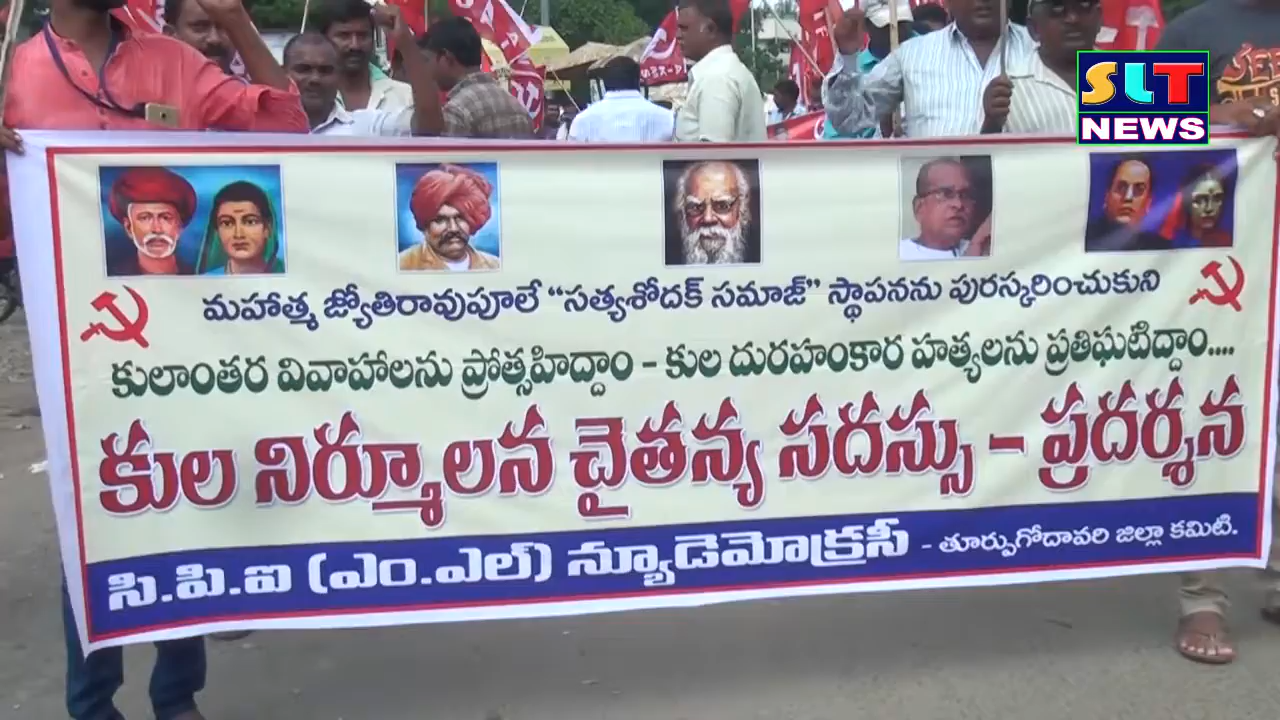 SLT
NEWS
మహాత్మ జ్యోతిరావుపూలే “సత్యశోదక్ సమాజ్” స్థాపనను పురస్కరించుకుని
కులాంతర వివాహాలను ప్రోత్సహిద్దాం – కుల దురహంకార హత్యలను ప్రతిఘటిద్దాం....
కుల నిర్మూలన చైతన్య సదస్సు – ప్రదర్శన
సి.పి.ఐ (ఎం.ఎల్) న్యూడెమోక్రసీ - తూర్పుగోదావరి జిల్లా కమిటి.